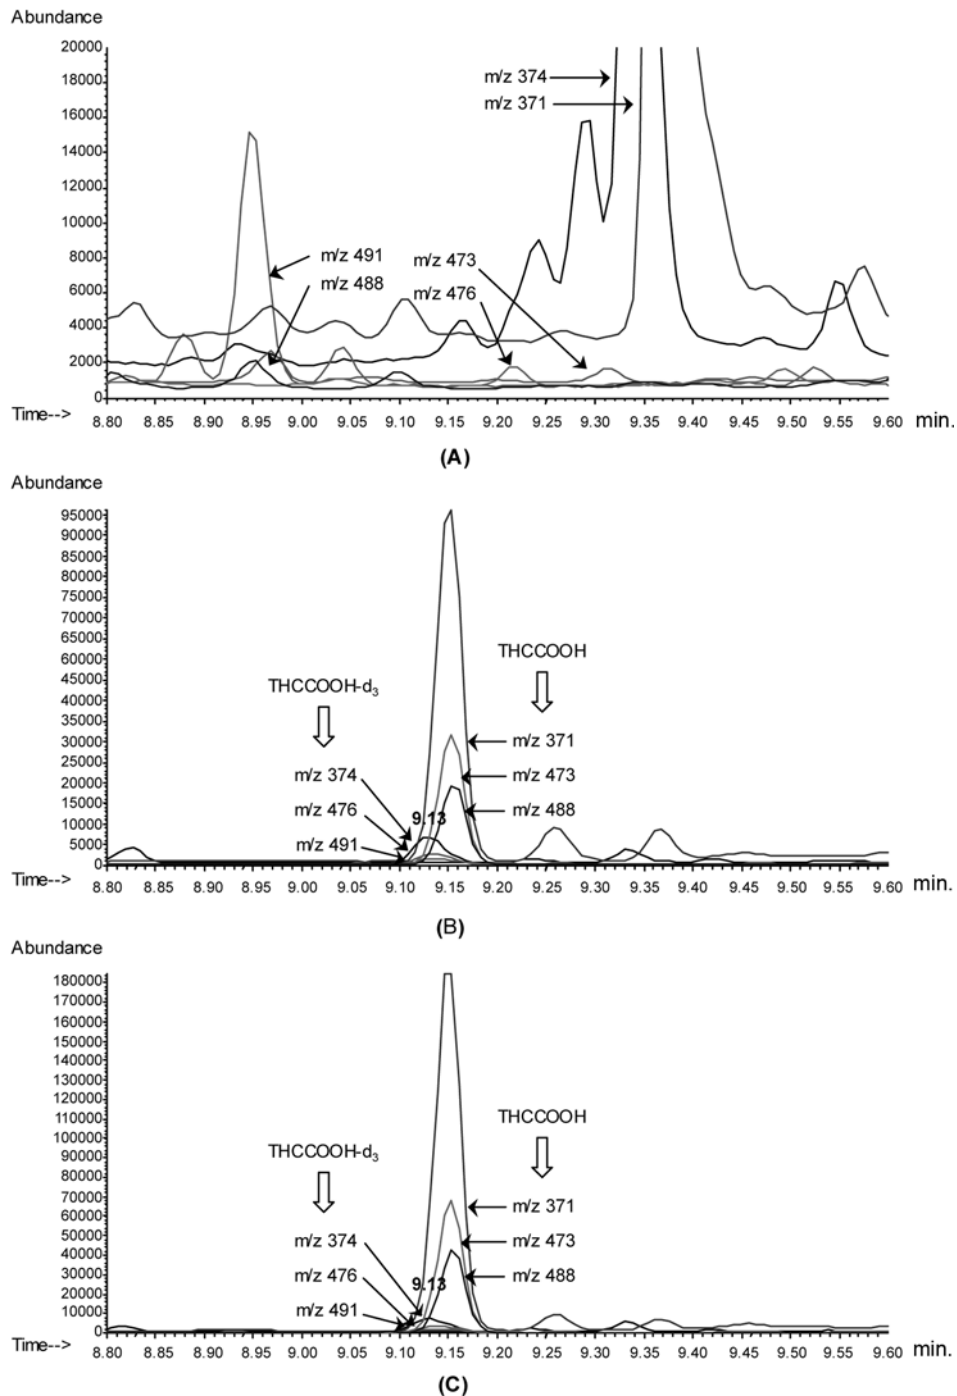 Abundance
20000
18000
16000
14000
12000
10000
8000
6000
4000
2000
0
m/z 374
m/z 371
m/z 491
m/z 488
m/z 473
m/z 476
Time-->
8.80 8.85 8.90 8.95 9.00 9.05 9.10 9.15 9.20 9.25 9.30 9.35 9.40 9.45 9.50 9.55 9.60 min.
(A)
Abundance
95000
90000
85000
80000
75000
70000
65000
60000
55000
50000
45000
40000
35000
30000
25000
20000
15000
10000
5000
0
THCCOOH-d3
THCCOOH
m/z 374
m/z 476
m/z 491
9.13
m/z 371
m/z 473
m/z 488
Time-->
8.80 8.85 8.90 8.95 9.00 9.05 9.10 9.15 9.20 9.25 9.30 9.35 9.40 9.45 9.50 9.55 9.60 min.
(B)
Abundance
180000
170000
160000
150000
140000
130000
120000
110000
100000
90000
80000
70000
60000
50000
40000
30000
20000
10000
0
THCCOOH-d3
THCCOOH
m/z 374
m/z 476
m/z 491
9.13
m/z 371
m/z 473
m/z 488
Time-->
8.80 8.85 8.90 8.95 9.00 9.05 9.10 9.15 9.20 9.25 9.30 9.35 9.40 9.45 9.50 9.55 9.60 min.
(C)